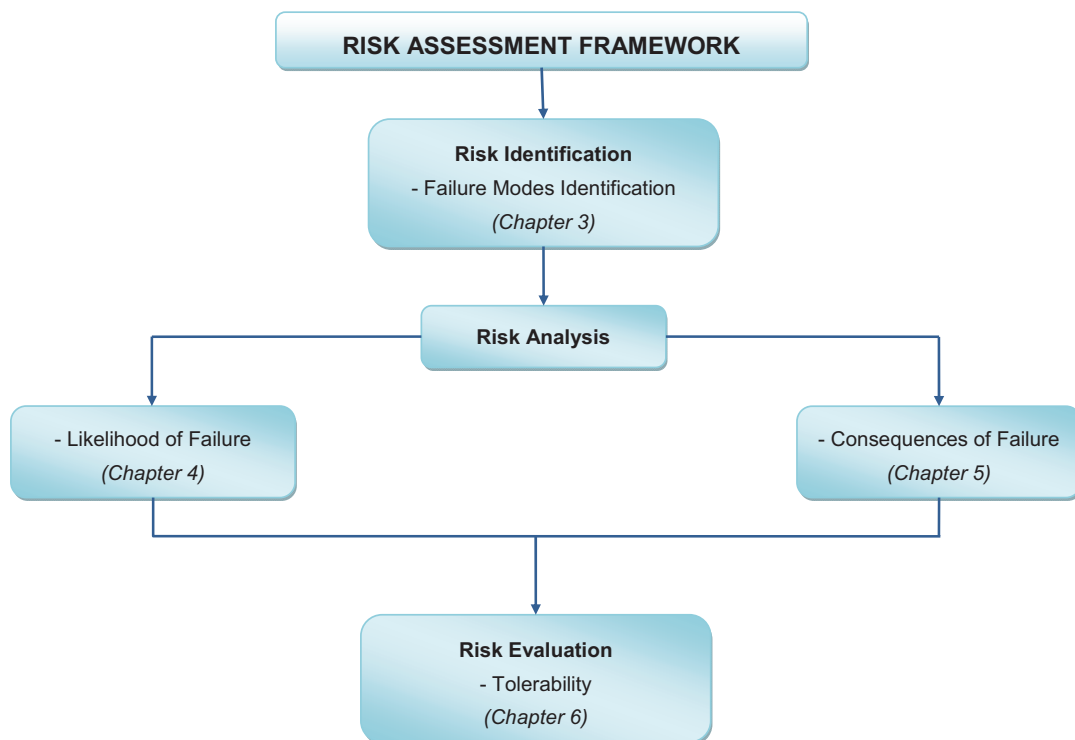 RISK ASSESSMENT FRAMEWORK
Risk Identification
- Failure Modes Identification
(Chapter 3)
Risk Analysis
- Likelihood of Failure
(Chapter 4)
- Consequences of Failure
(Chapter 5)
Risk Evaluation
- Tolerability
(Chapter 6)